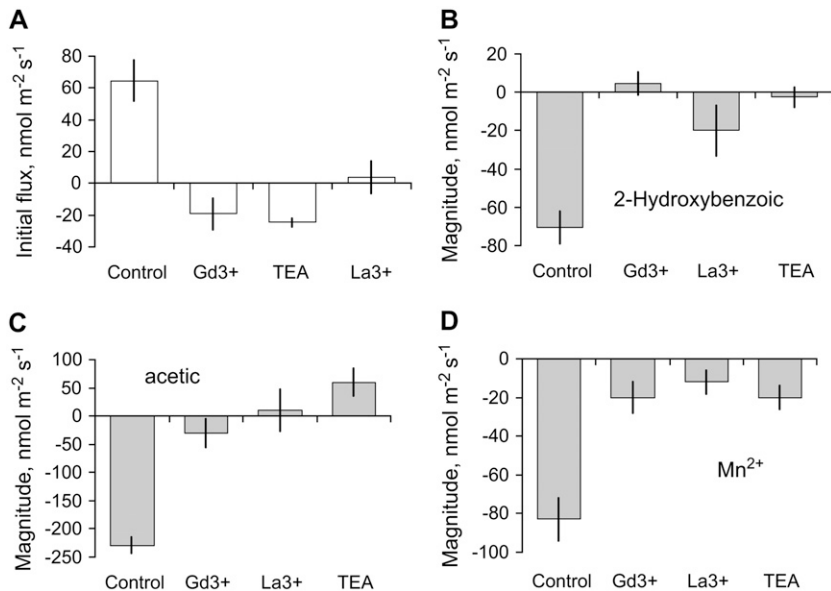 A
Initial flux, nmol m⁻² s⁻¹
80
60
40
20
0
-20
-40
Control Gd3+ TEA La3+
B
Magnitude, nmol m⁻² s⁻¹
20
0
-20
-40
-60
-80
2-Hydroxybenzoic
Control Gd3+ La3+ TEA
C
Magnitude, nmol m⁻² s⁻¹
100
50
0
-50
-100
-150
-200
-250
acetic
Control Gd3+ La3+ TEA
D
Magnitude, nmol m⁻² s⁻¹
0
-20
-40
-60
-80
-100
Mn²⁺
Control Gd3+ La3+ TEA